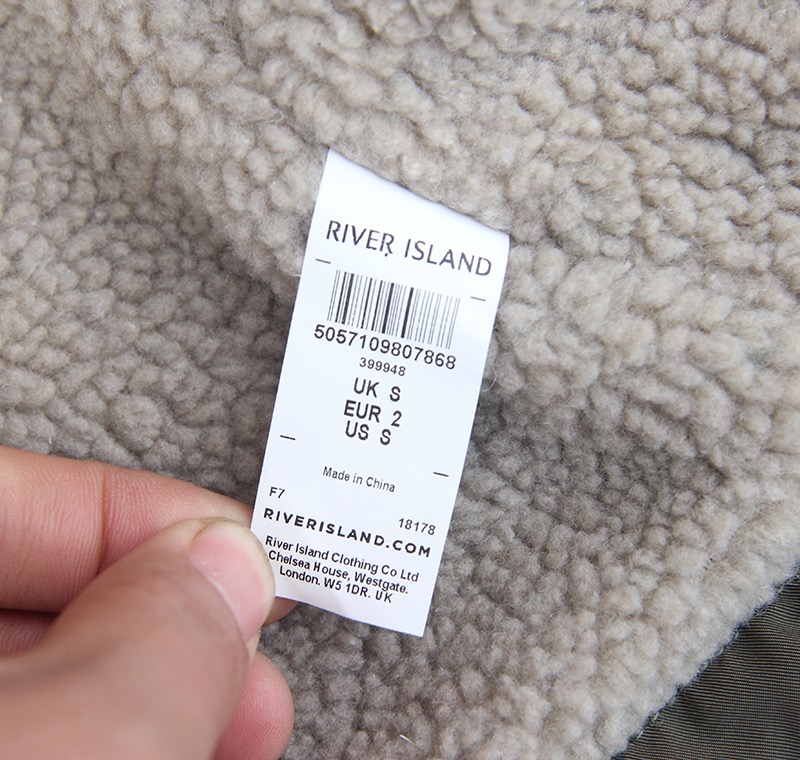 RIVER ISLAND
5057109807868
399948
UK S
EUR 2
US S
Made in China
F7
18178
RIVERISLAND.COM
River Island Clothing Co Ltd
Chelsea House, Westgate.
London. W5 1DR. UK